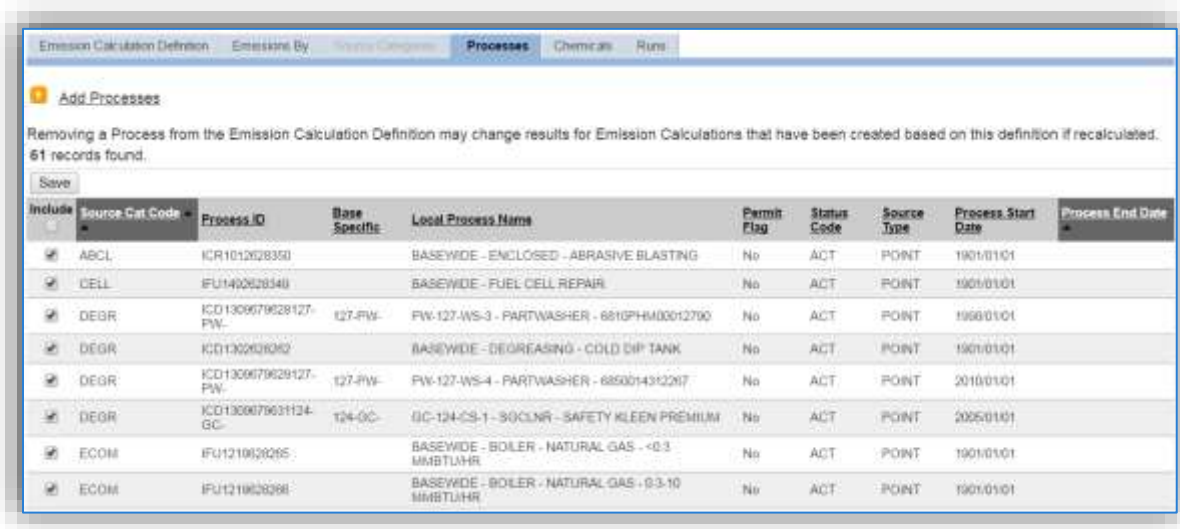 Emission Calculation Definition Emissions By Source Categories Processes Chemicals Runs
Add Processes
Removing a Process from the Emission Calculation Definition may change results for Emission Calculations that have been created based on this definition if recalculated.
61 records found.
Save
Include Source Cat Code Process ID Base Specific Local Process Name Permit Flag Status Code Source Type Process Start Date Process End Date
ABCL ICR1012628350 BASEWIDE - ENCLOSED - ABRASIVE BLASTING No ACT POINT 1901/01/01
CELL IFU1402628349 BASEWIDE - FUEL CELL REPAIR No ACT POINT 1901/01/01
DEGR ICD1309679629127-PW- 127-PW- PW-127-WS-3 - PARTWASHER - 6810PHM00012790 No ACT POINT
DEGR ICD1302628262 BASEWIDE - DEGREASING - COLD DIP TANK No ACT POINT 1901/01/01
DEGR ICD1309679629127-PW- 127-PW- PW-127-WS-4 - PARTWASHER - 6850014312267 No ACT POINT 2010/01/01
DEGR ICD1309679631124-GC- 124-GC- GC-124-CS-1 - SGCLNR - SAFETY KLEEN PREMIUM No ACT POINT 2005/01/01
ECOM IFU1219628265 BASEWIDE - BOILER - NATURAL GAS - <0.3 MMBTU/HR No ACT POINT 1901/01/01
ECOM IFU1219628266 BASEWIDE - BOILER - NATURAL GAS - 0.3-10 MMBTU/HR No ACT POINT 1901/01/01